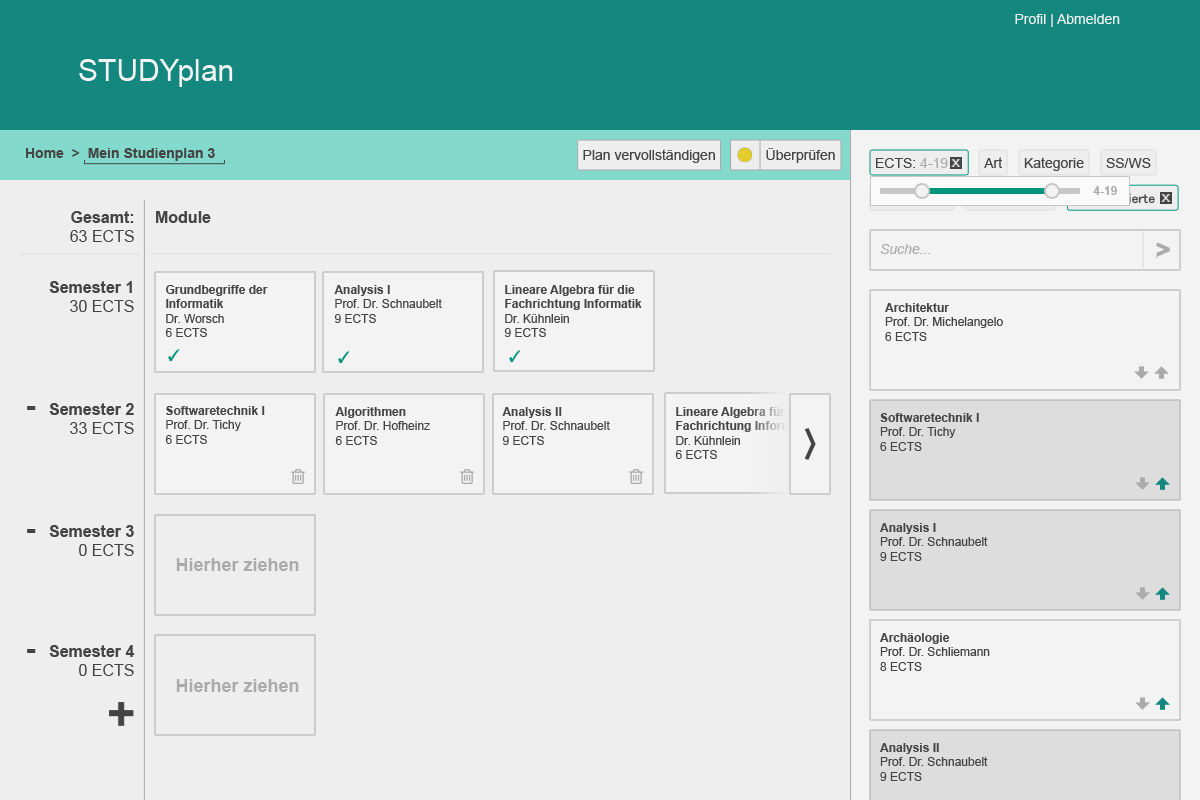 Profil | Abmelden
STUDYplan
Home > Mein Studienplan 3
Plan vervollständigen
Überprüfen
Gesamt:
63 ECTS
Module
Semester 1
30 ECTS
Grundbegriffe der
Informatik
Dr. Worsch
6 ECTS
✓
Analysis I
Prof. Dr. Schnaubelt
9 ECTS
✓
Lineare Algebra für die
Fachrichtung Informatik
Dr. Kühnlein
9 ECTS
✓
- Semester 2
33 ECTS
Softwaretechnik I
Prof. Dr. Tichy
6 ECTS
Algorithmen
Prof. Dr. Hofheinz
6 ECTS
Analysis II
Prof. Dr. Schnaubelt
9 ECTS
Lineare Algebra für
Fachrichtung Infor
Dr. Kühnlein
6 ECTS
- Semester 3
0 ECTS
Hierher ziehen
- Semester 4
0 ECTS
Hierher ziehen
+
ECTS: 4-19 X
Art
Kategorie
SS/WS
4-19
ierte X
Suche...
>
Architektur
Prof. Dr. Michelangelo
6 ECTS
Softwaretechnik I
Prof. Dr. Tichy
6 ECTS
Analysis I
Prof. Dr. Schnaubelt
9 ECTS
Archäologie
Prof. Dr. Schliemann
8 ECTS
Analysis II
Prof. Dr. Schnaubelt
9 ECTS